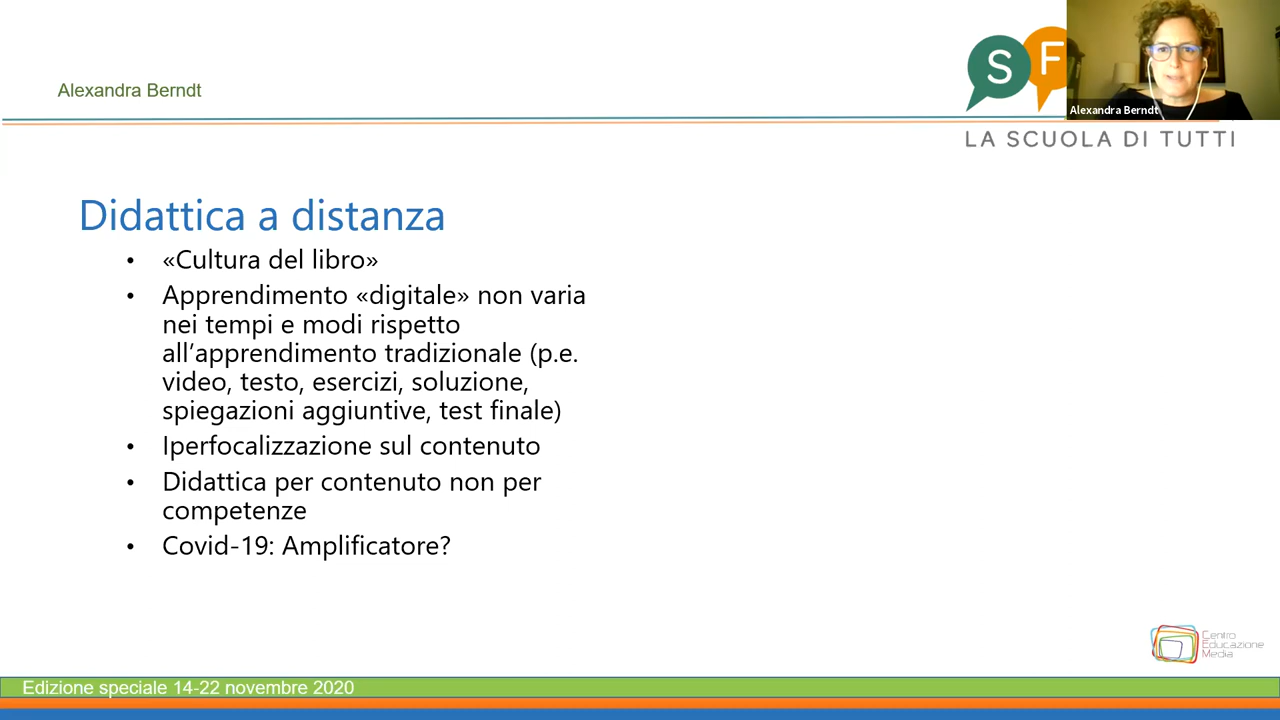 Alexandra Berndt
S F
Alexandra Berndt
LA SCUOLA DI TUTTI
Didattica a distanza
• «Cultura del libro»
• Apprendimento «digitale» non varia
nei tempi e modi rispetto
all’apprendimento tradizionale (p.e.
video, testo, esercizi, soluzione,
spiegazioni aggiuntive, test finale)
• Iperfocalizzazione sul contenuto
• Didattica per contenuto non per
competenze
• Covid-19: Amplificatore?
Centro
Educazione
Media
Edizione speciale 14-22 novembre 2020